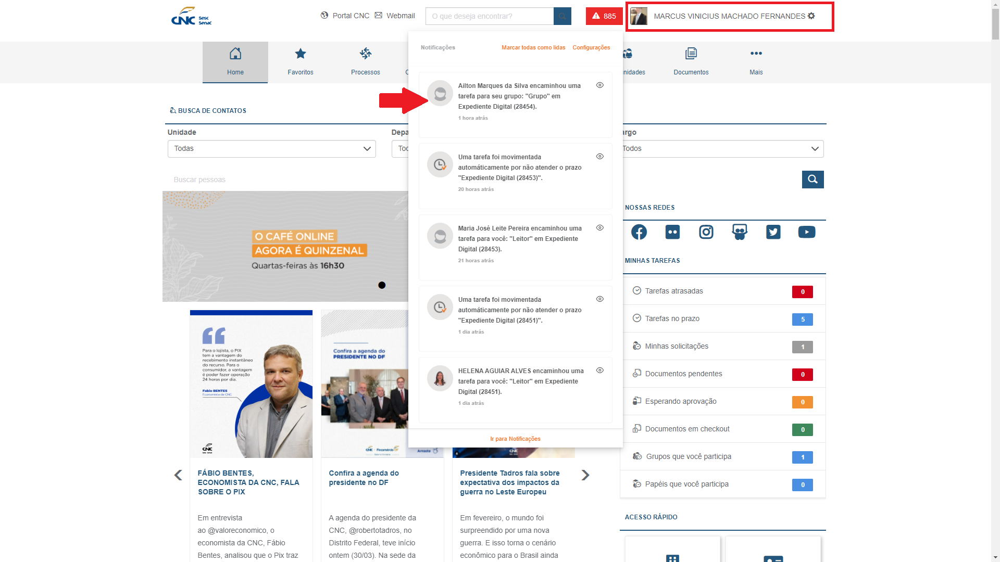 CNC Sesc
Senac
Portal CNC
Webmail
O que deseja encontrar?
885
MARCUS VINICIUS MACHADO FERNANDES
Home
Favoritos
Processos
C
nidades
Documentos
Mais
Notificações
Marcar todas como lidas
Configurações
Ailton Marques da Silva encaminhou uma
tarefa para seu grupo: "Grupo" em
Expediente Digital (28454).
1 hora atrás
Uma tarefa foi movimentada
automáticamente por não atender o prazo
"Expediente Digital (28453)".
20 horas atrás
Maria José Leite Pereira encaminhou uma
tarefa para você: "Leitor" em Expediente
Digital (28453).
21 horas atrás
Uma tarefa foi movimentada
automáticamente por não atender o prazo
"Expediente Digital (28451)".
1 dia atrás
HELENA AGUIAR ALVES encaminhou uma
tarefa para você: "Leitor" em Expediente
Digital (28451).
1 dia atrás
Ir para Notificações
BUSCA DE CONTATOS
Unidade
Todas
Depa
Tod
argo
Todos
Buscar pessoas
O CAFÉ ONLINE
AGORA É QUINZENAL
Quartas-feiras às 16h30
NOSSAS REDES
MINHAS TAREFAS
Tarefas atrasadas 0
Tarefas no prazo 5
Minhas solicitações 1
Documentos pendentes 0
Esperando aprovação 0
Documentos em checkout 0
Grupos que você participa 1
Papéis que você participa 0
ACESSO RÁPIDO
Para o lojista, o PIX
tem a vantagem do
recebimento instantâneo
do recurso. Para o
consumidor, a vantagem
é poder fazer operação
24 horas por dia.
Fabio BENTES
Economista da CNC
CNC
Sesc Senac
FÁBIO BENTES,
ECONOMISTA DA CNC, FALA
SOBRE O PIX
Em entrevista
ao @valoreconomico, o
economista da CNC, Fábio
Bentes, analisou que o Pix traz
Confira a agenda do
PRESIDENTE NO DF
CNC
Fecomércio DF
Arraste
Confira a agenda do
presidente no DF
A agenda do presidente da
CNC, @robertotadros, no
Distrito Federal, teve início
ontem (30/03). Na sede da
CNC
Presidente Tadros fala sobre
expectativa dos impactos da
guerra no Leste Europeu
Em fevereiro, o mundo foi
surpreendido por uma nova
guerra. E isso torna o cenário
econômico para o Brasil ainda